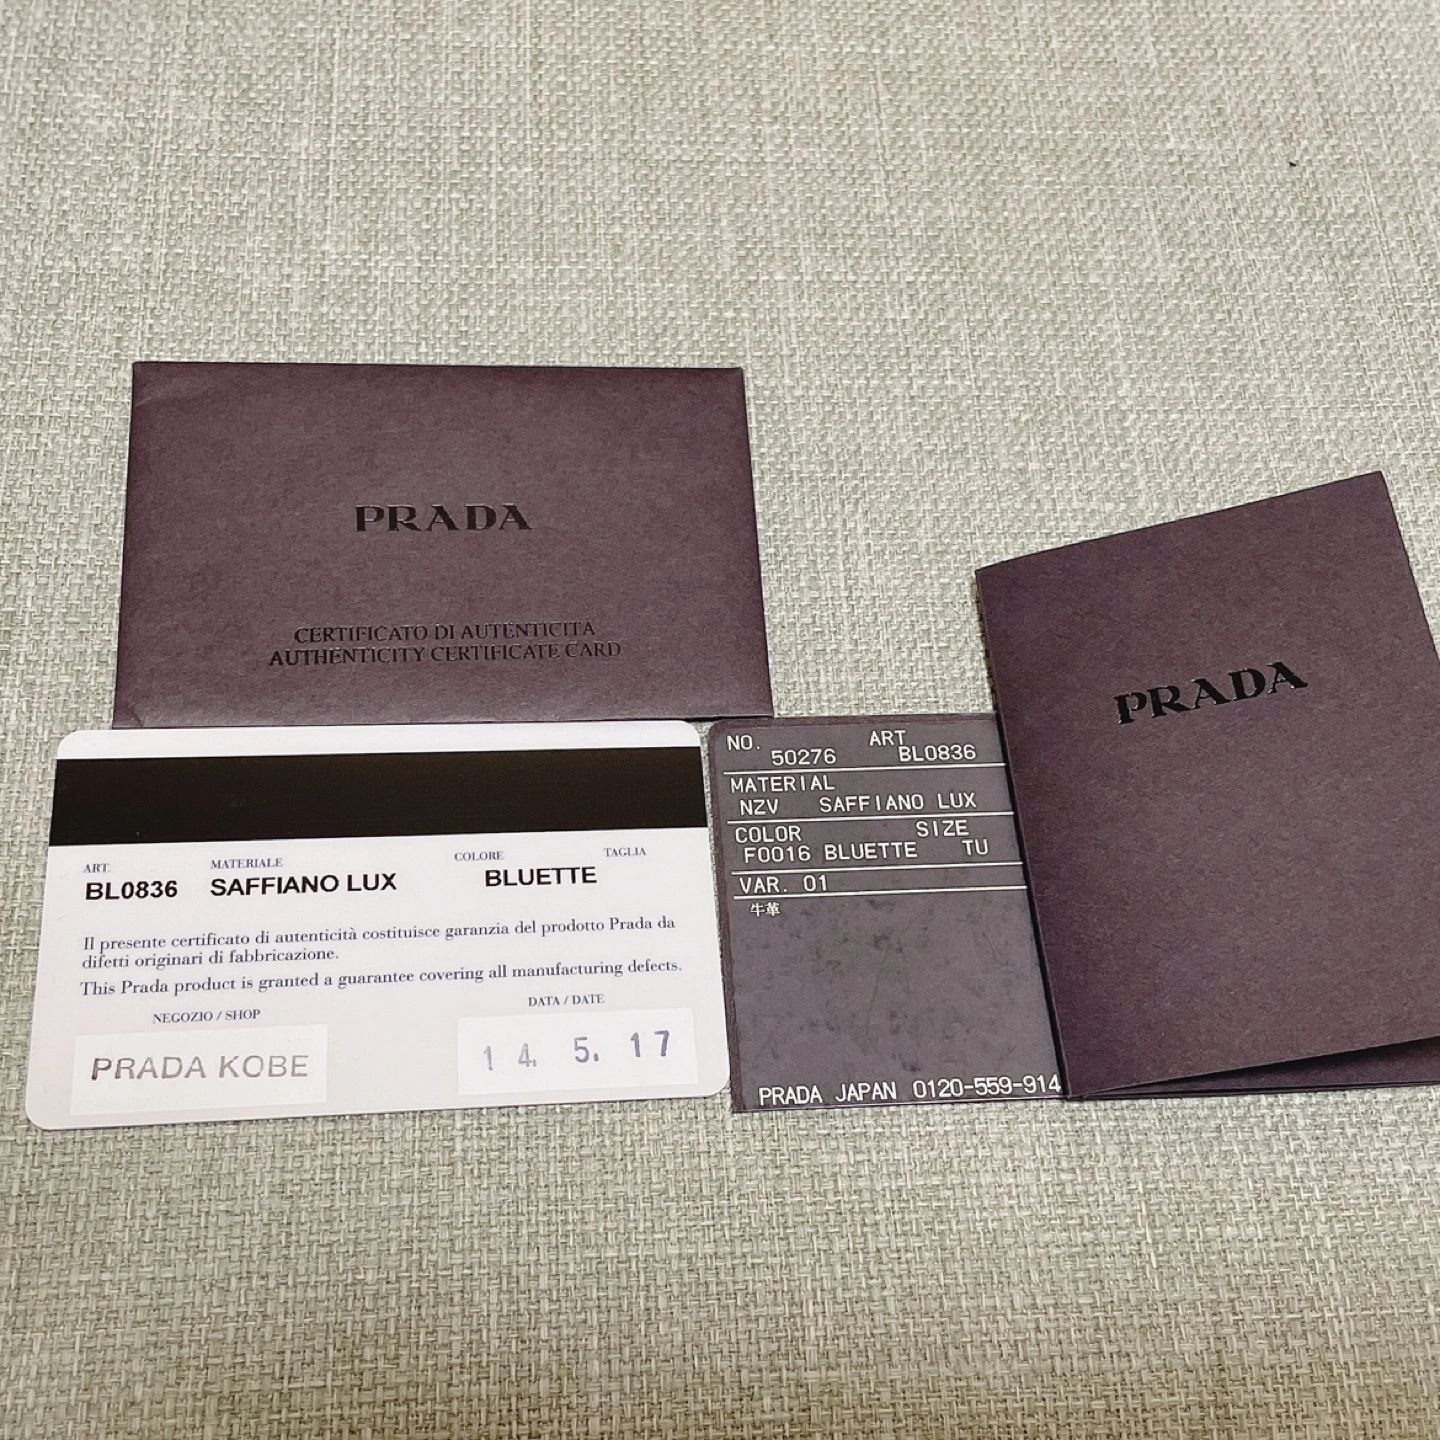 PRADA
CERTIFICATO DI AUTENTICITÀ
AUTHENTICITY CERTIFICATE CARD
ART. MATERIALE COLORE TAGLIA
BL0836 SAFFIANO LUX BLUETTE
Il presente certificato di autenticità costituisce garanzia del prodotto Prada da
difetti originari di fabbricazione.
This Prada product is granted a guarantee covering all manufacturing defects.
NEGOZIO / SHOP DATA / DATE
PRADA KOBE 14. 5. 17
NO. ART
50276 BL0836
MATERIAL
NZV SAFFIANO LUX
COLOR SIZE
F0016 BLUETTE TU
VAR. 01
牛革
PRADA JAPAN 0120-559-914
PRADA